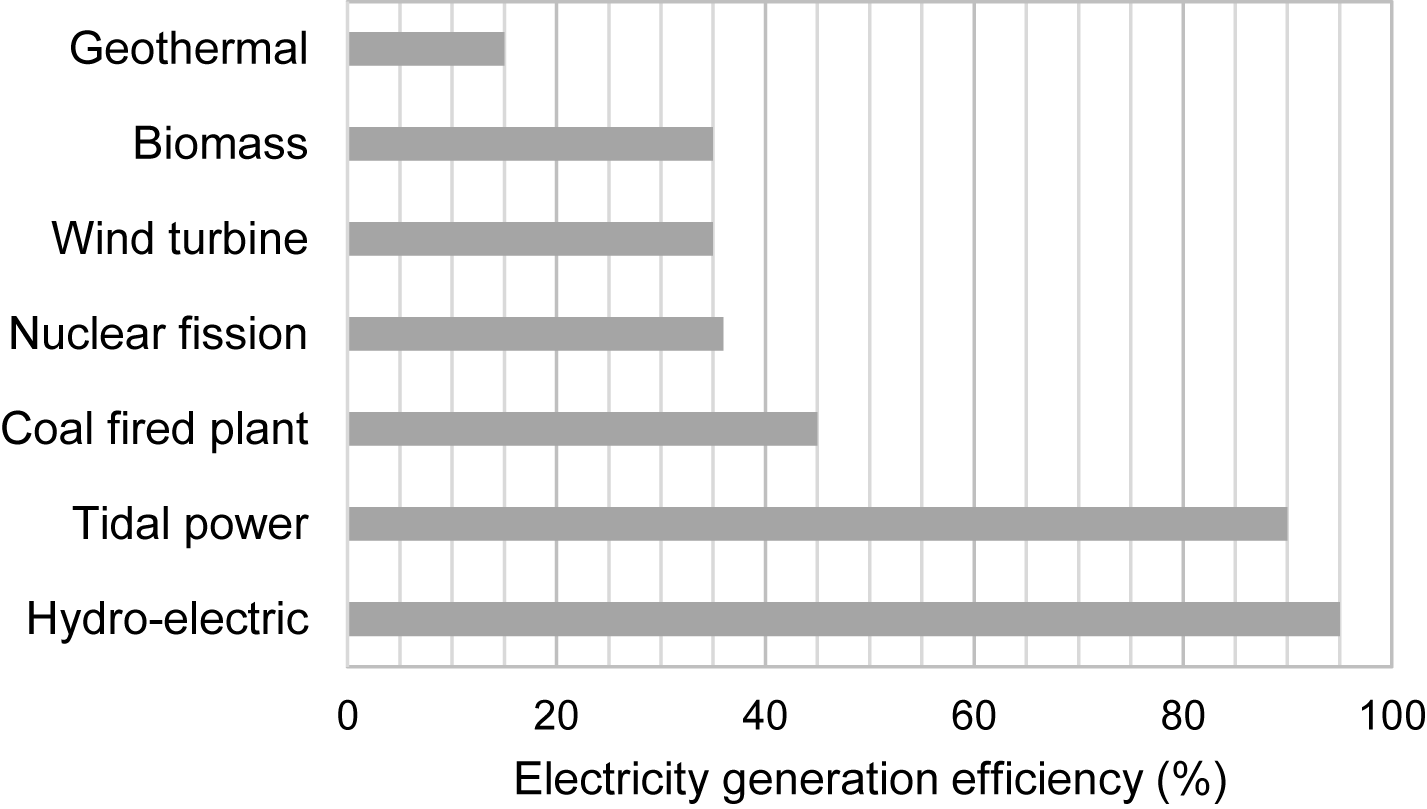 Geothermal
Biomass
Wind turbine
Nuclear fission
Coal fired plant
Tidal power
Hydro-electric
0 20 40 60 80 100
Electricity generation efficiency (%)